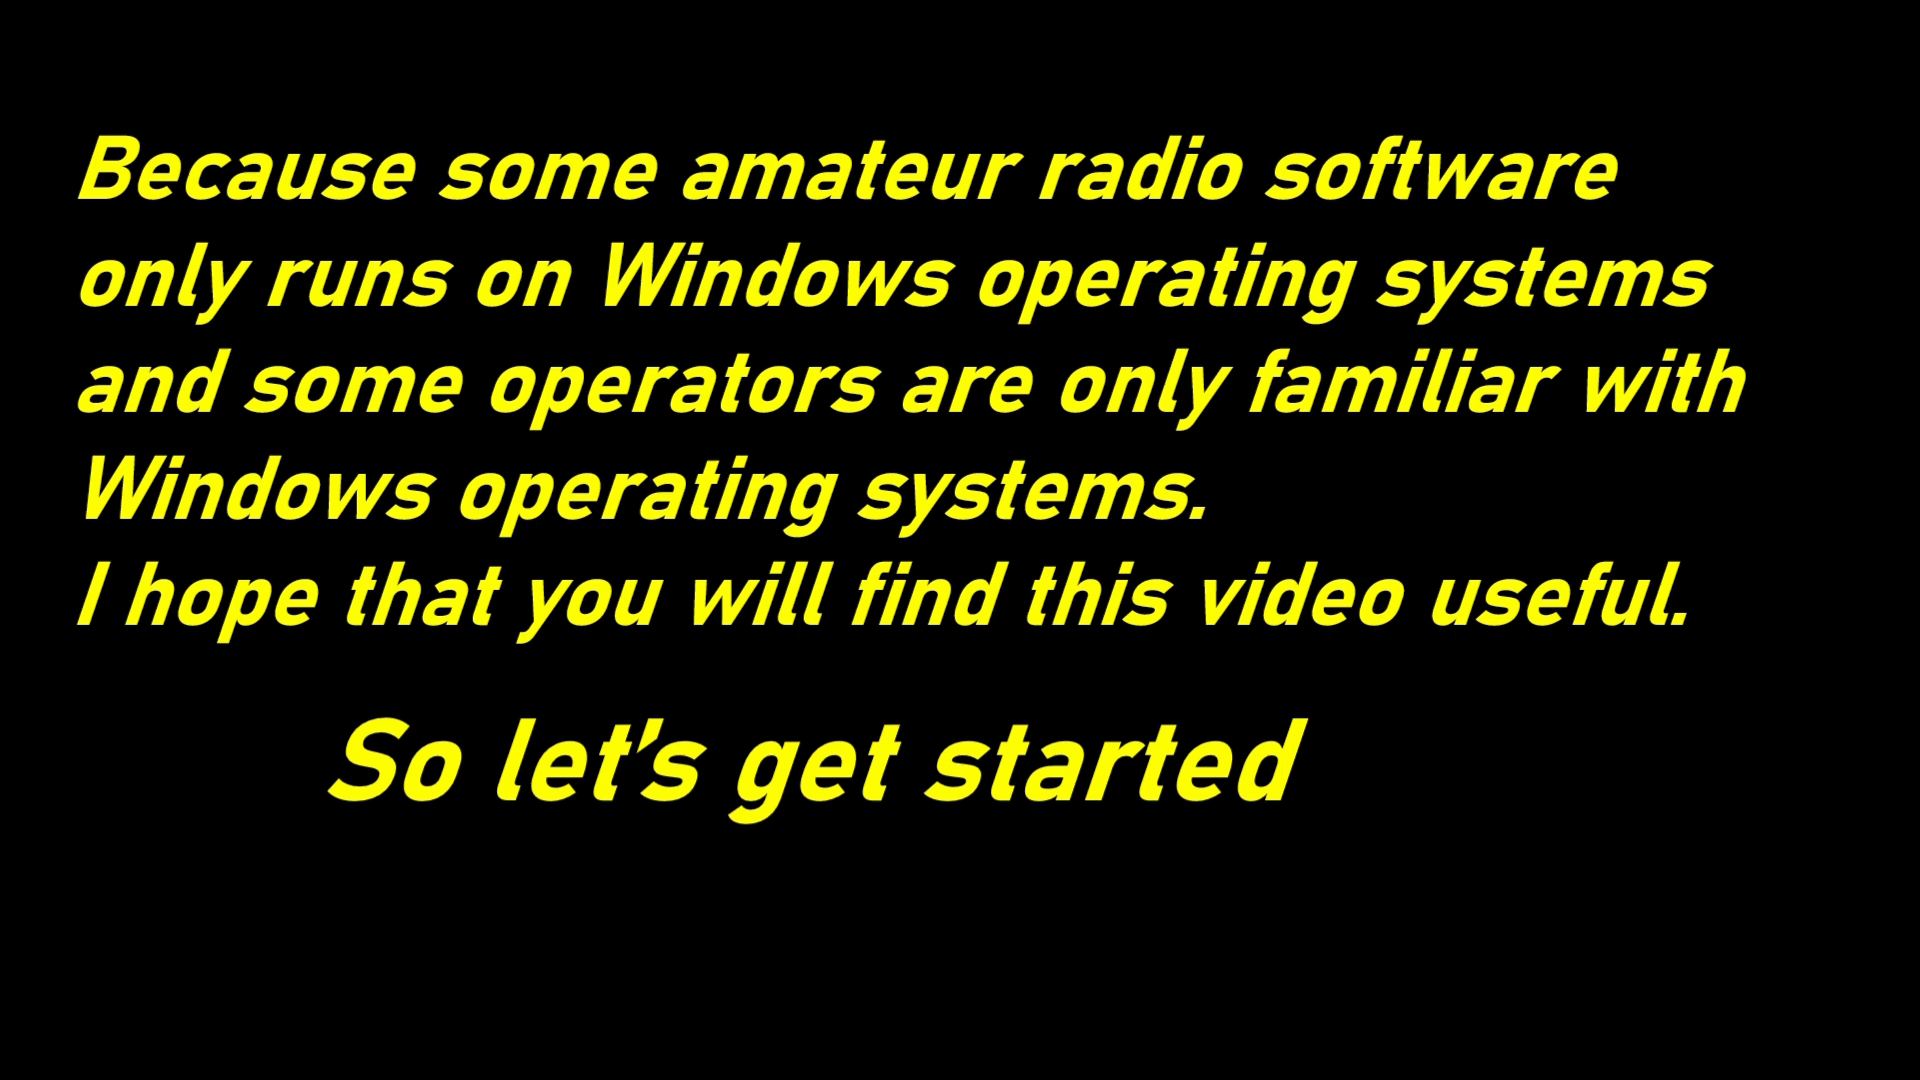 Because some amateur radio software
only runs on Windows operating systems
and some operators are only familiar with
Windows operating systems.
I hope that you will find this video useful.
So let's get started